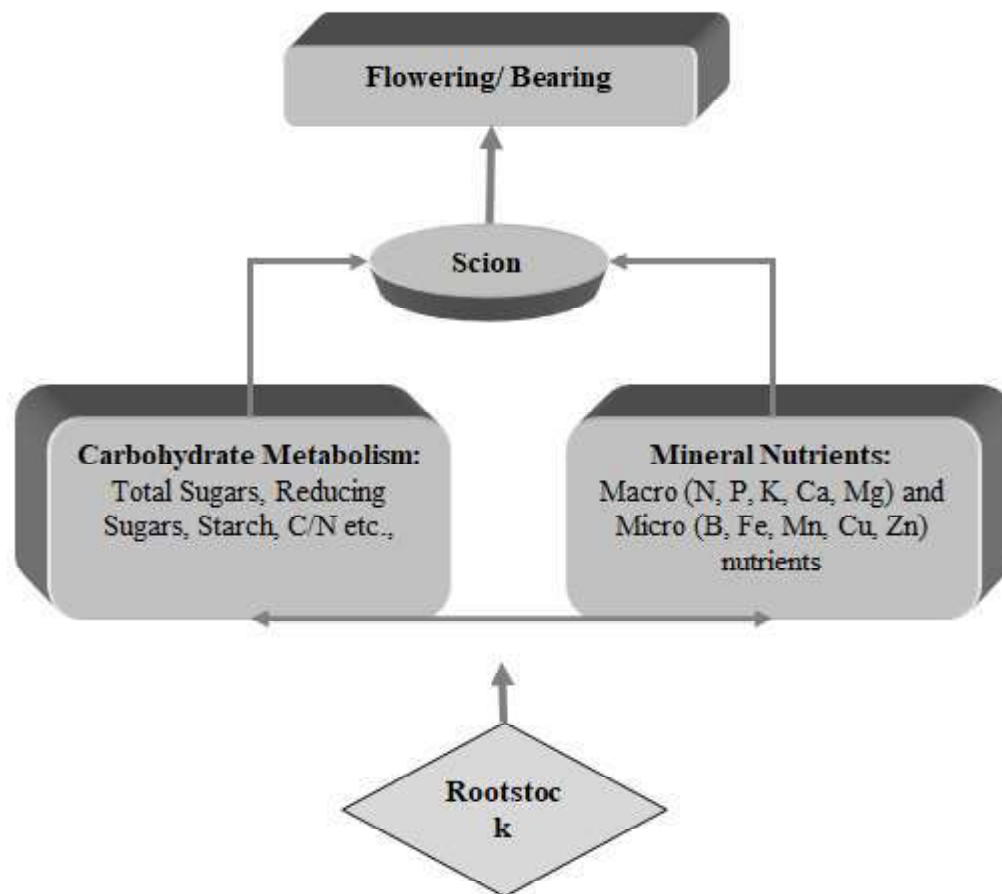 Flowering/ Bearing
Scion
Carbohydrate Metabolism:
Total Sugars, Reducing
Sugars, Starch, C/N etc.,
Mineral Nutrients:
Macro (N, P, K, Ca, Mg) and
Micro (B, Fe, Mn, Cu, Zn)
nutrients
Rootstoc
k